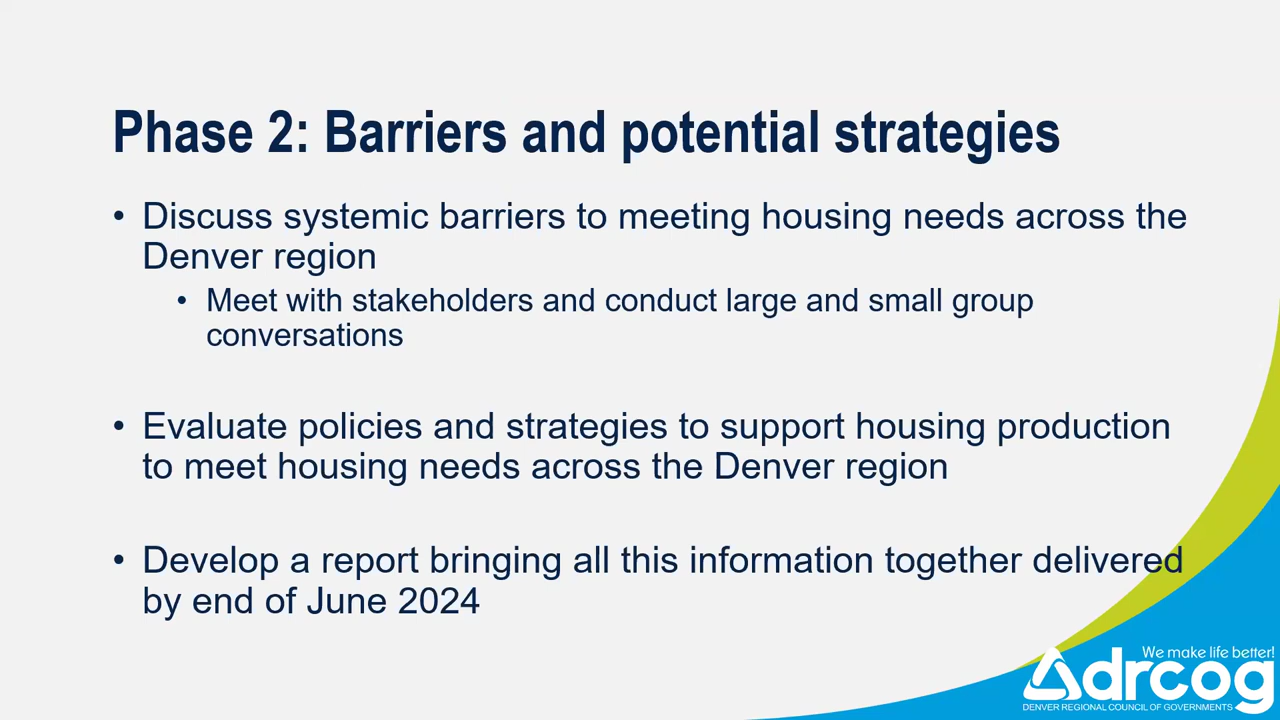 Phase 2: Barriers and potential strategies
• Discuss systemic barriers to meeting housing needs across the
Denver region
• Meet with stakeholders and conduct large and small group
conversations
• Evaluate policies and strategies to support housing production
to meet housing needs across the Denver region
• Develop a report bringing all this information together delivered
by end of June 2024
We make life better!
drcog
DENVER REGIONAL COUNCIL OF GOVERNMENTS